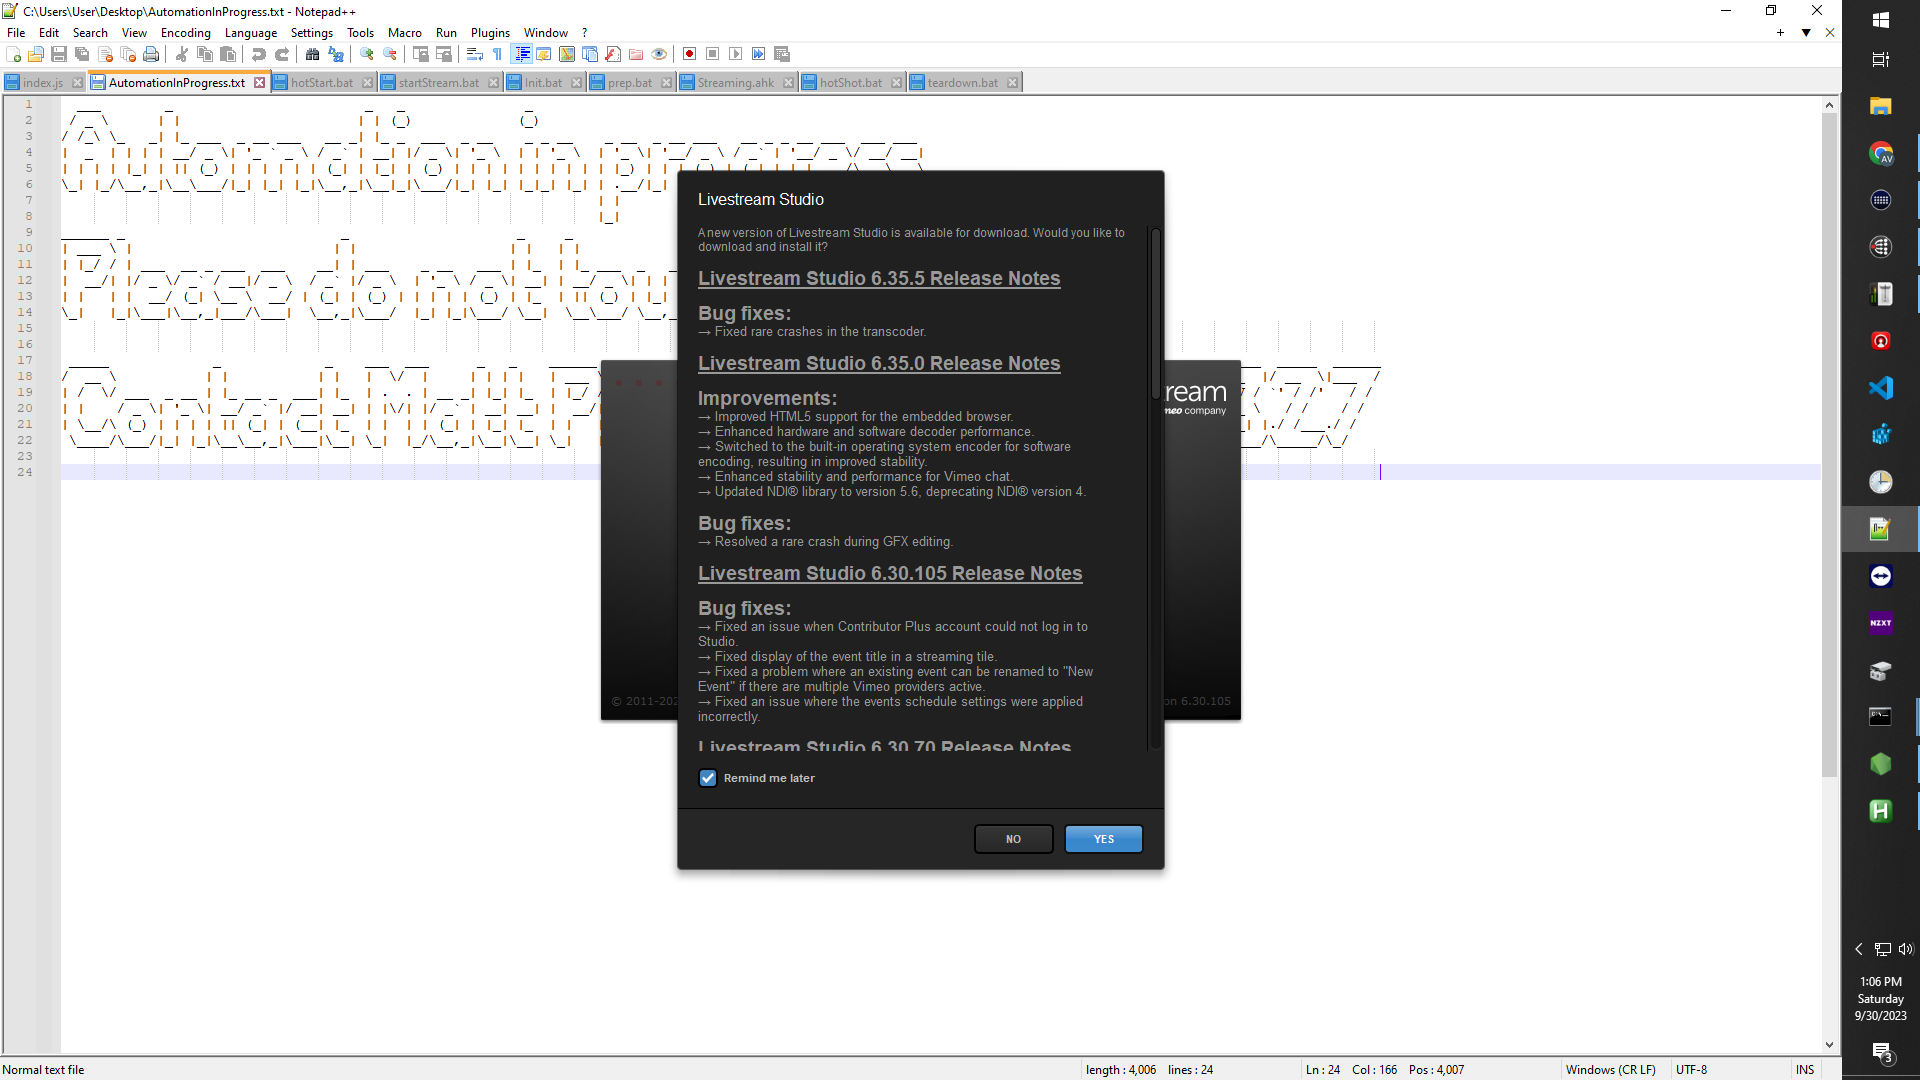 C:\Users\User\Desktop\AutomationInProgress.txt - Notepad++
File Edit Search View Encoding Language Settings Tools Macro Run Plugins Window ?
index.js AutomationInProgress.txt hotStart.bat startStream.bat Init.bat prep.bat Streaming.ahk hotShot.bat teardown.bat
1
2
3
4
5
6
7
8
9
10
11
12
13
14
15
16
17
18
19
20
21
22
23
24
Automation in progress
Please do not tou
Contact Matt P
Livestream Studio
A new version of Livestream Studio is available for download. Would you like to
download and install it?
Livestream Studio 6.35.5 Release Notes
Bug fixes:
→ Fixed rare crashes in the transcoder.
Livestream Studio 6.35.0 Release Notes
Improvements:
→ Improved HTML5 support for the embedded browser.
→ Enhanced hardware and software decoder performance.
→ Switched to the built-in operating system encoder for software
encoding, resulting in improved stability.
→ Enhanced stability and performance for Vimeo chat.
→ Updated NDI® library to version 5.6, deprecating NDI® version 4.
Bug fixes:
→ Resolved a rare crash during GFX editing.
Livestream Studio 6.30.105 Release Notes
Bug fixes:
→ Fixed an issue when Contributor Plus account could not log in to
Studio.
→ Fixed display of the event title in a streaming tile.
→ Fixed a problem where an existing event can be renamed to "New
Event" if there are multiple Vimeo providers active.
→ Fixed an issue where the events schedule settings were applied
incorrectly.
Livestream Studio 6.30.70 Release Notes
Remind me later
NO YES
ream
meo company
© 2011-202
on 6.30.105
NZXT
1:06 PM
Saturday
9/30/2023
3
Normal text file length : 4,006 lines : 24 Ln : 24 Col : 166 Pos : 4,007 Windows (CR LF) UTF-8 INS